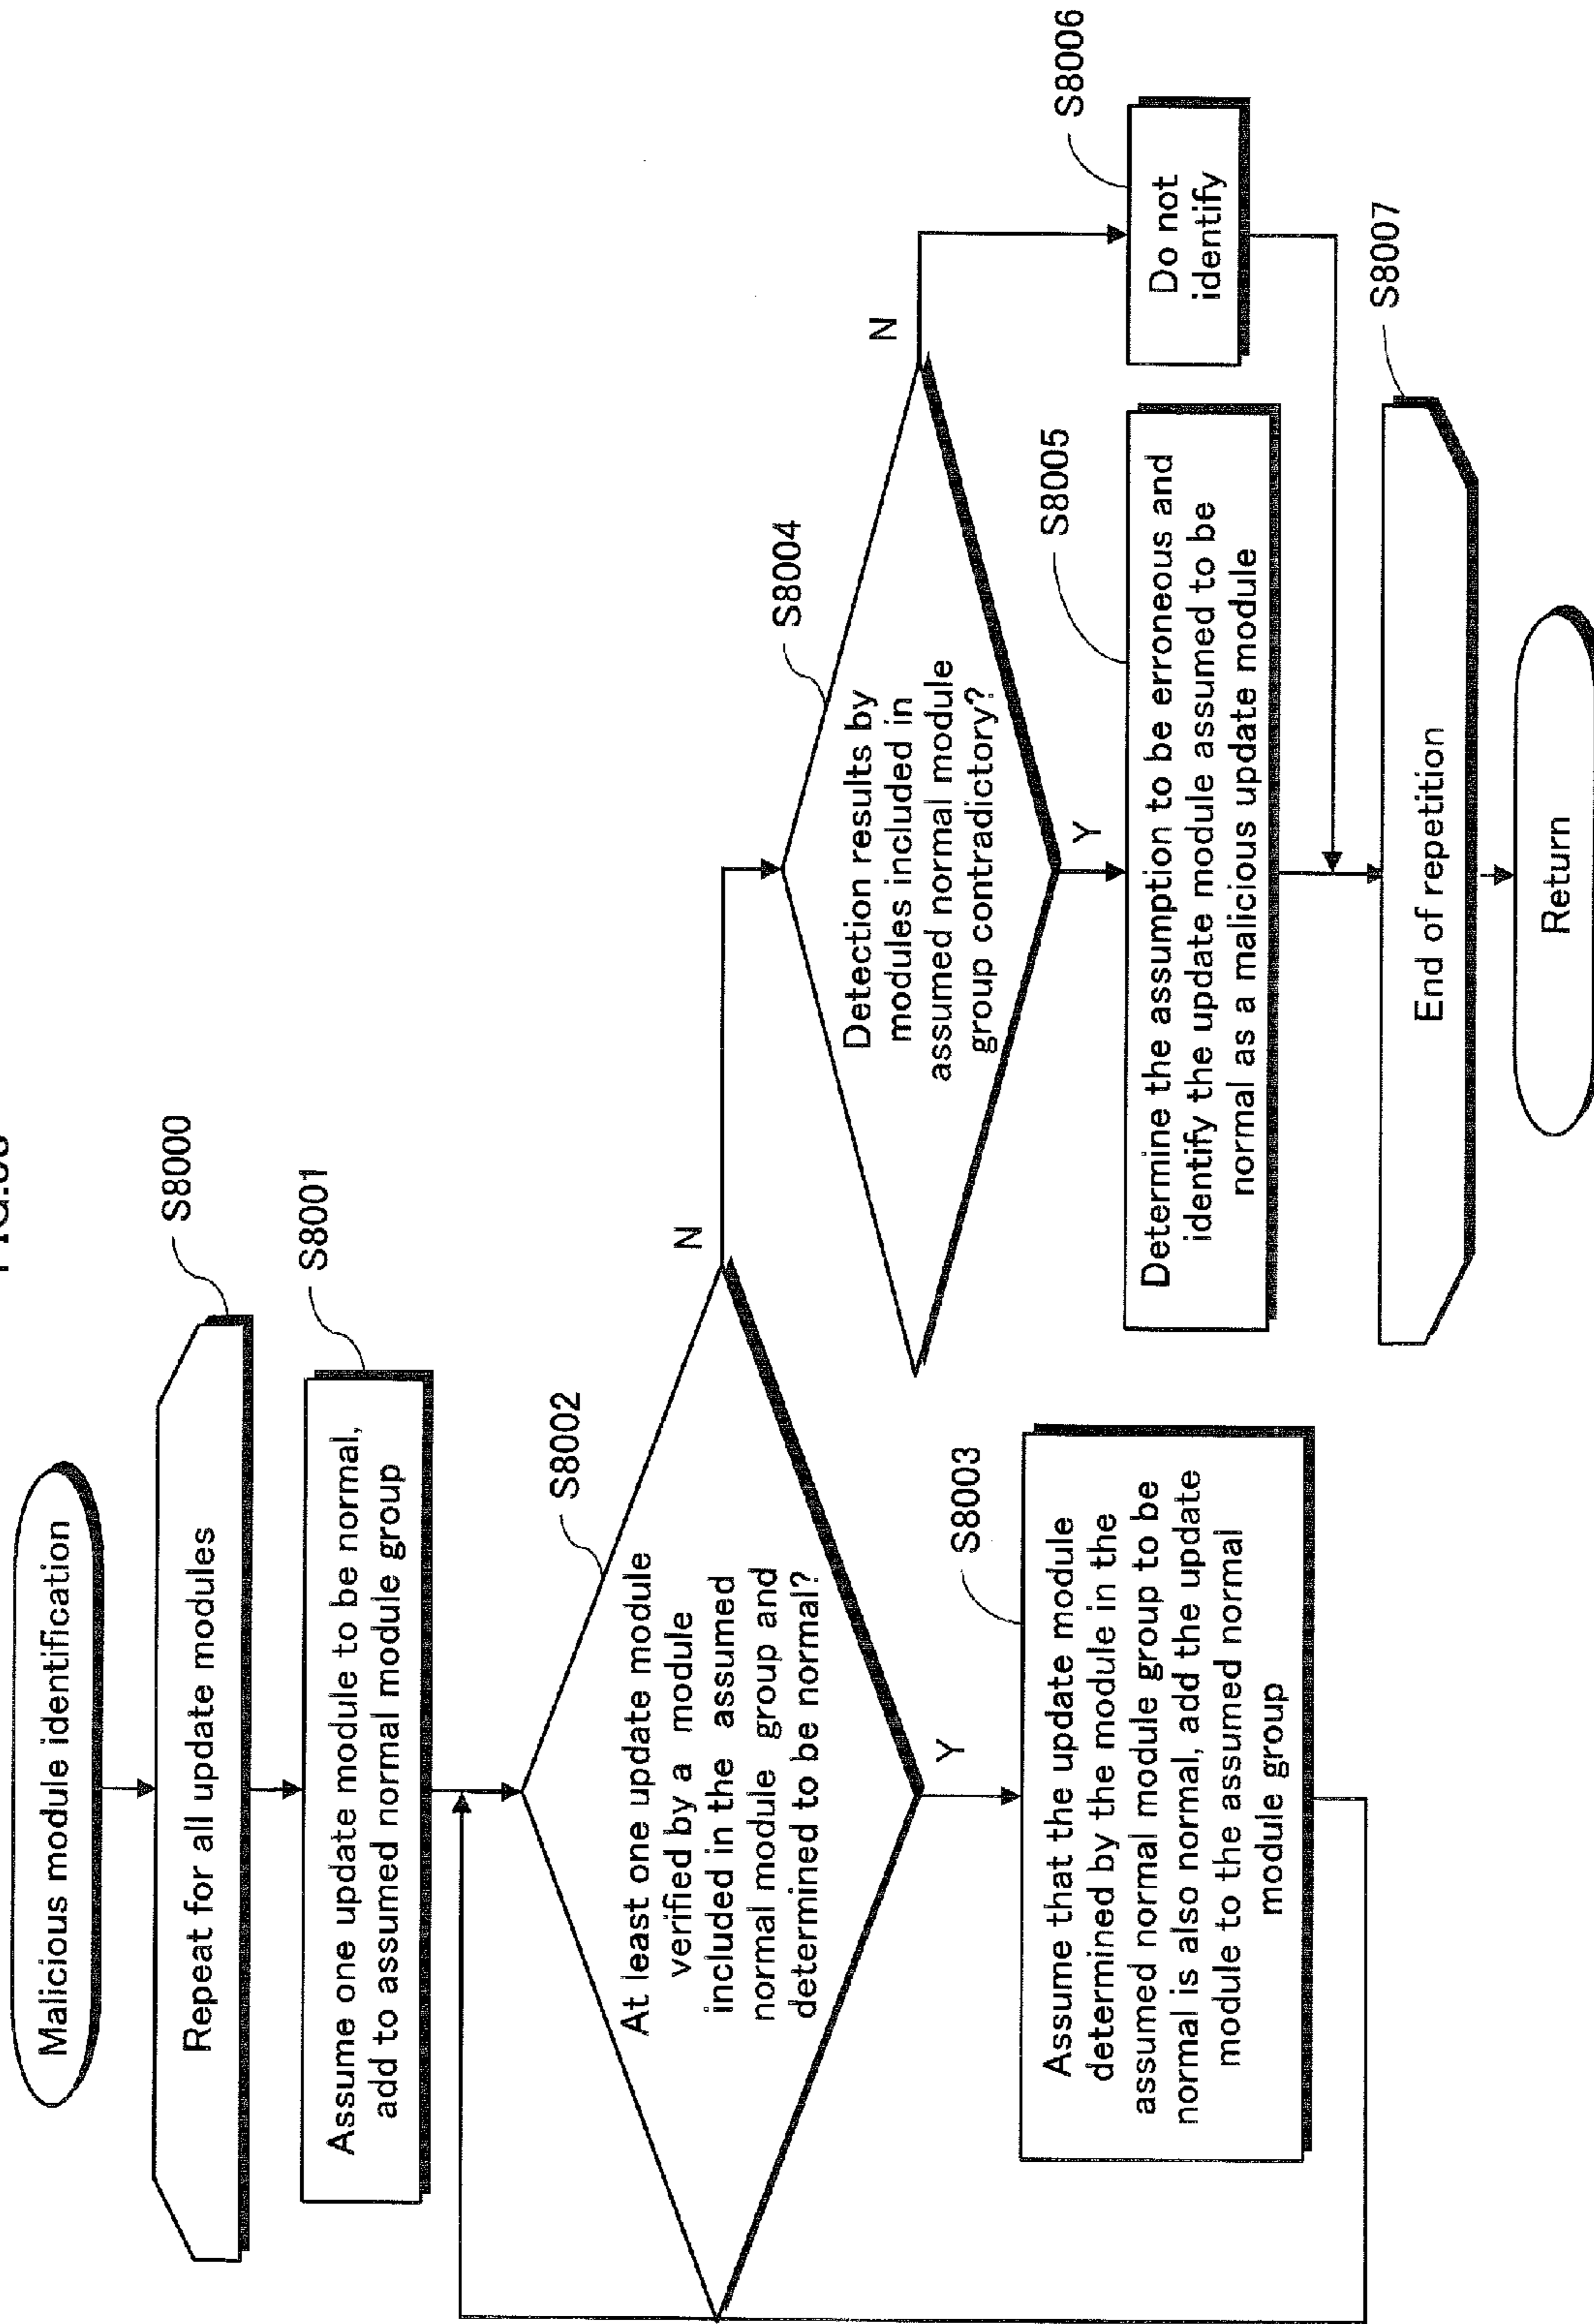 Malicious module identification
S8000
Repeat for all update modules
S8001
Assume one update module to be normal,
add to assumed normal module group
S8002
At least one update module
verified by a module
included in the assumed
normal module group and
determined to be normal?
N
Y
S8003
Assume that the update module
determined by the module in the
assumed normal module group to be
normal is also normal, add the update
module to the assumed normal
module group
S8004
Detection results by
modules included in
assumed normal module
group contradictory?
N
Y
S8005
Determine the assumption to be erroneous and
identify the update module assumed to be
normal as a malicious update module
S8006
Do not
identify
S8007
End of repetition
Return